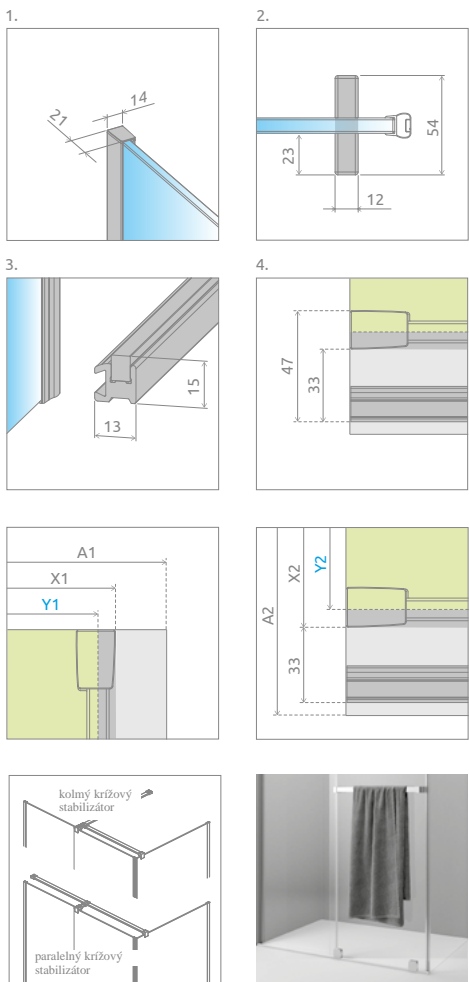 1.
2.
21
14
23
54
12
3.
4.
13
15
47
33
A1
X1
Y1
A2
X2
Y2
33
kolmý krížový
stabilizátor
paralelný krížový
stabilizátor